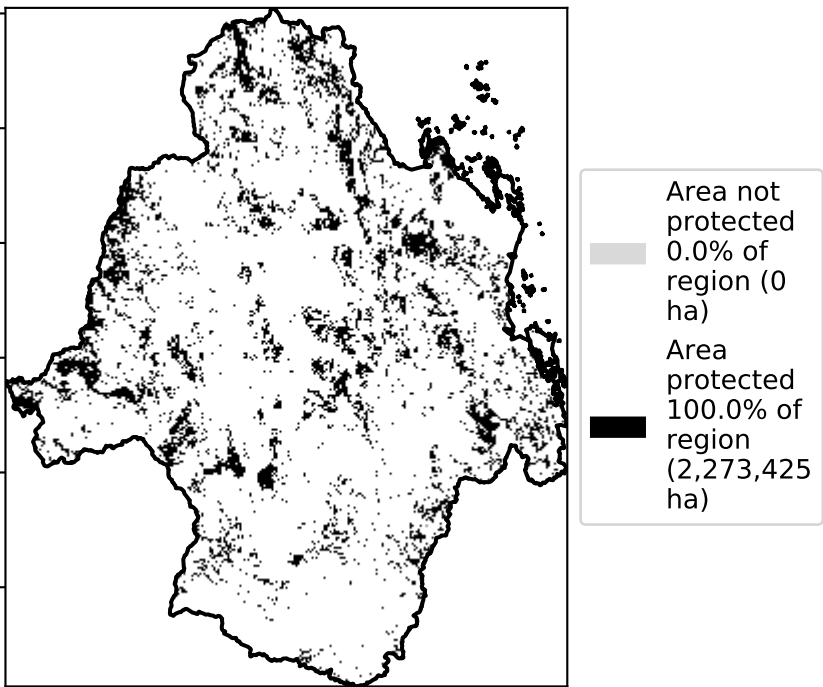 Area not
protected
0.0% of
region (0
ha)
Area
protected
100.0% of
region
(2,273,425
ha)